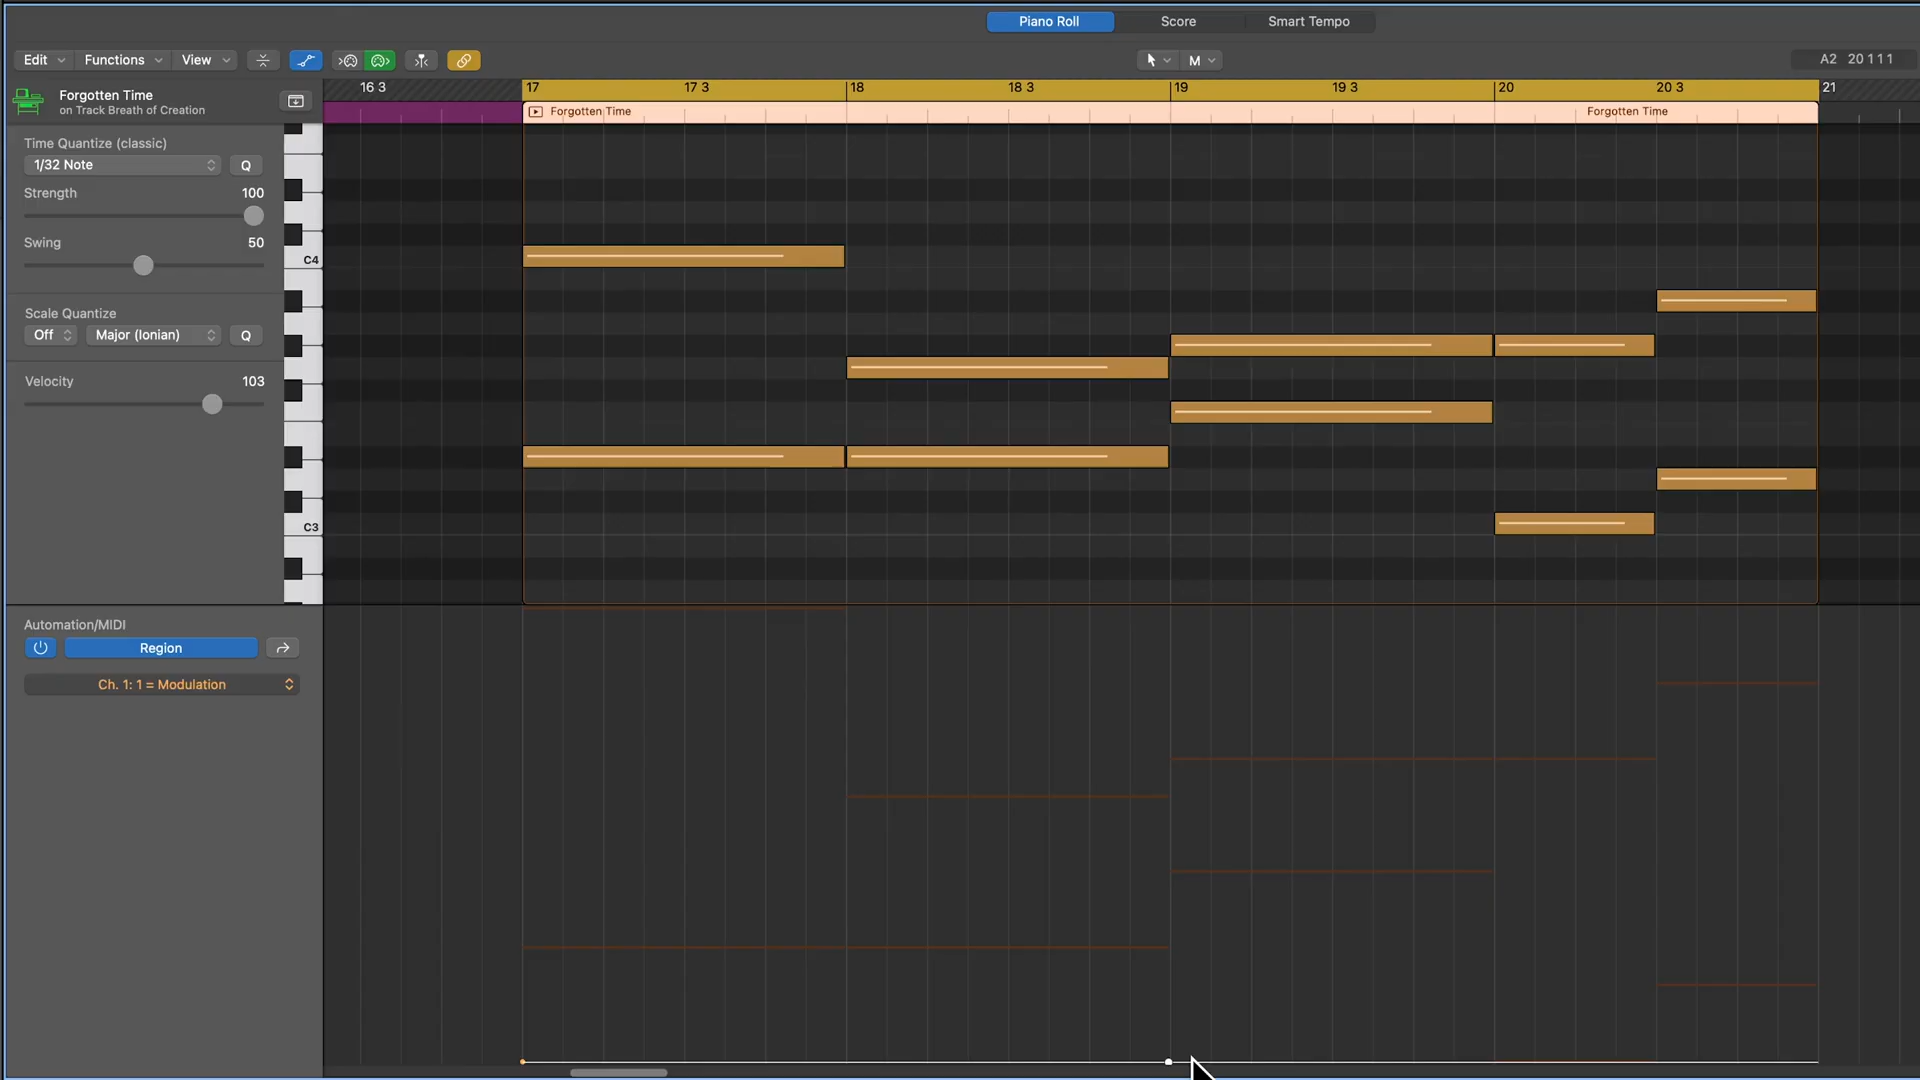 Piano Roll Score Smart Tempo
Edit Functions View M A2 20 1 1 1
16 3 17 17 3 18 18 3 19 19 3 20 20 3 21
Forgotten Time
on Track Breath of Creation
Forgotten Time Forgotten Time
Time Quantize (classic)
1/32 Note Q
Strength 100
Swing 50
C4
Scale Quantize
Off Major (Ionian) Q
Velocity 103
C3
Automation/MIDI
Region
Ch. 1: 1 = Modulation